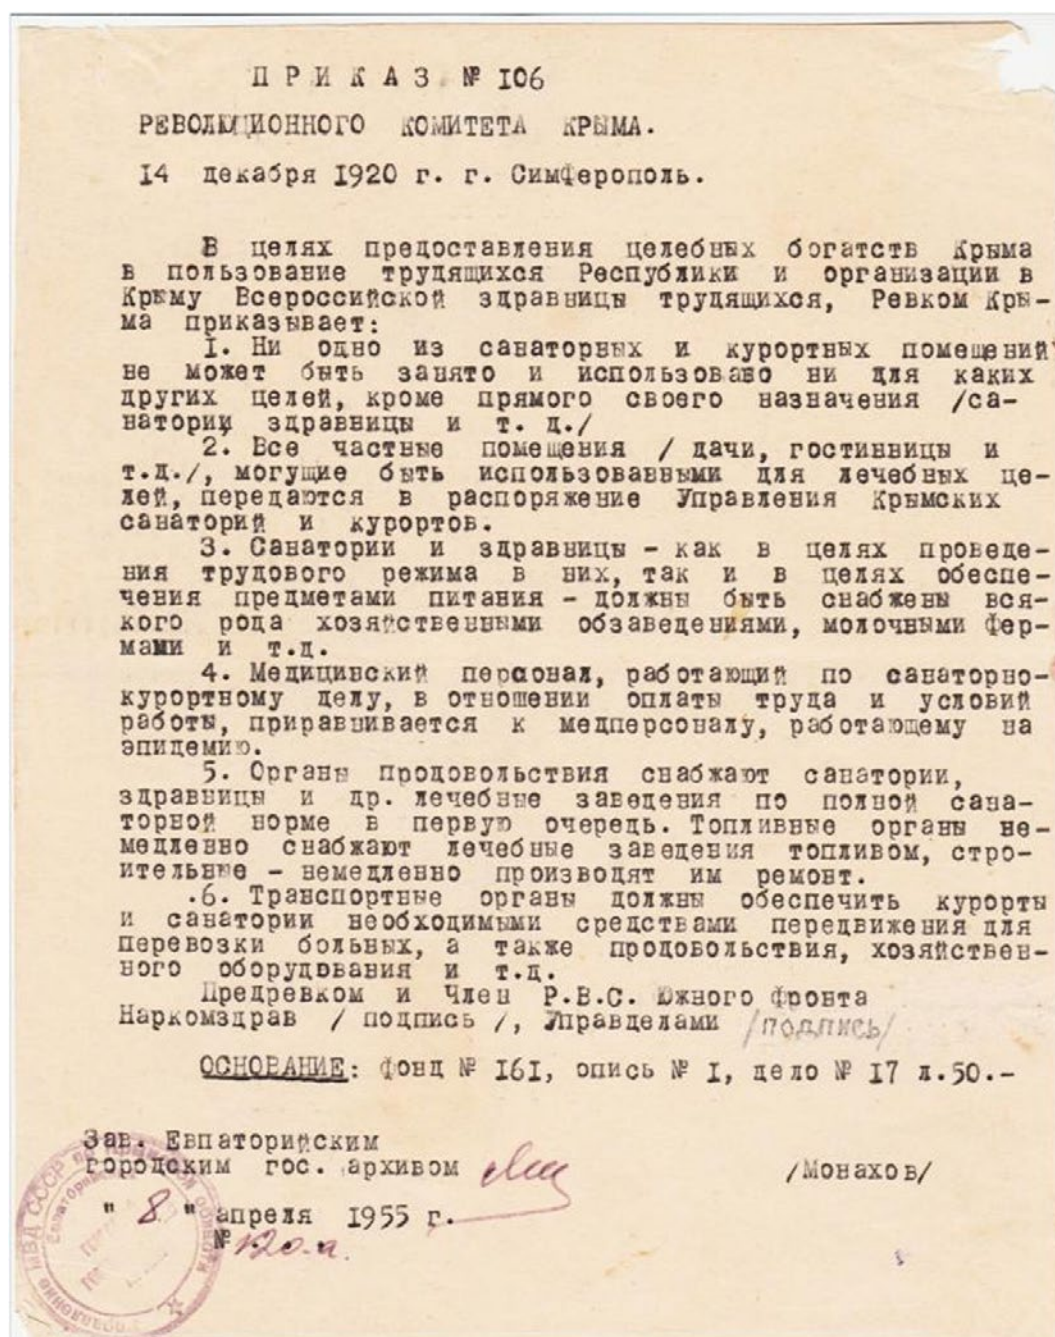 П Р И К А З № 106
РЕВОЛЮЦИОННОГО КОМИТЕТА КРЫМА.
14 декабря 1920 г. г. Симферополь.
В целях предоставления целебных богатств Крыма
в пользование трудящихся Республики и организации в
Крыму Всероссийской здравницы трудящихся, Ревком Кры-
ма приказывает:
1. Ни одно из санаторных и курортных помещений
не может быть занято и использовано ни для каких
других целей, кроме прямого своего назначения /са-
натории здравницы и т. д./
2. Все частные помещения / дачи, гостинницы и
т.д./, могущие быть использованными для лечебных це-
лей, передаются в распоряжение Управления Крымских
санаторий и курортов.
3. Санатории и здравницы - как в целях проведе-
ния трудового режима в них, так и в целях обеспе-
чения предметами питания - должны быть снабжены вся-
кого рода хозяйственными обзаведениями, молочными фер-
мами и т.д.
4. Медицинский персонал, работающий по санаторно-
курортному делу, в отношении оплаты труда и условий
работы, приравнивается к медперсоналу, работающему на
эпидемию.
5. Органы продовольствия снабжают санатории,
здравницы и др. лечебные заведения по полной сана-
торной норме в первую очередь. Топливные органы не-
медленно снабжают лечебные заведения топливом, стро-
ительные - немедленно производят им ремонт.
.6. Транспортные органы должны обеспечить курорты
и санатории необходимыми средствами передвижения для
перевозки больных, а также продовольствия, хозяйствен-
ного оборудования и т.д.
Предревком и Член Р.В.С. Южного фронта
Наркомздрав / подпись /, Управделами /подпись/
ОСНОВАНИЕ: фонд № 161, опись № 1, дело № 17 л.50.-
Зав. Евпаторийским
городским гос. архивом
/Монахов/
" 8 " апреля 1955 г.
№ 120.а.
Управление МВД СССР по области